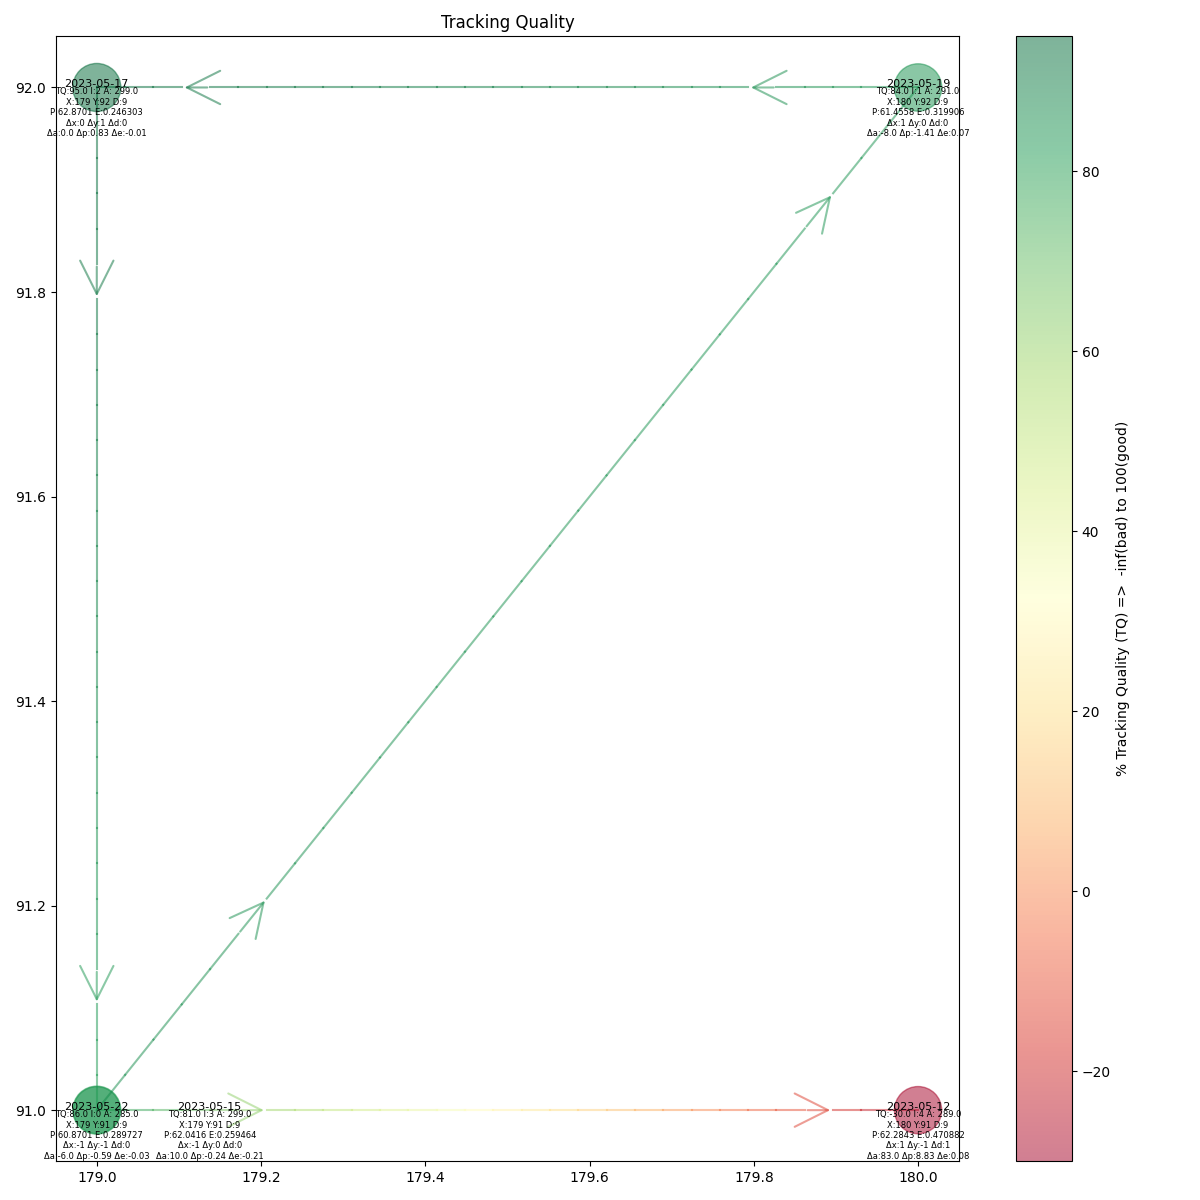 Tracking Quality
92.0
91.8
91.6
91.4
91.2
91.0
2023-05-17
TQ:95.0 I:2 A: 299.0
X:179 Y:92 D:9
P:62.8701 E:0.246303
Δx:0 Δy:1 Δd:0
Δa:0.0 Δp:0.83 Δe:-0.01
2023-05-19
TQ:84.0 I:1 A: 291.0
X:180 Y:92 D:9
P:61.4558 E:0.319906
Δx:1 Δy:0 Δd:0
Δa:-8.0 Δp:-1.41 Δe:0.07
2023-05-22
TQ:86.0 I:0 A: 285.0
X:179 Y:91 D:9
P:60.8701 E:0.289727
Δx:-1 Δy:-1 Δd:0
Δa:-6.0 Δp:-0.59 Δe:-0.03
2023-05-15
TQ:81.0 I:3 A: 299.0
X:179 Y:91 D:9
P:62.0416 E:0.259464
Δx:-1 Δy:0 Δd:0
Δa:10.0 Δp:-0.24 Δe:-0.21
2023-05-12
TQ:-30.0 I:4 A: 289.0
X:180 Y:91 D:9
P:62.2843 E:0.470882
Δx:1 Δy:-1 Δd:1
Δa:83.0 Δp:8.83 Δe:0.08
179.0
179.2
179.4
179.6
179.8
180.0
80
60
40
20
0
−20
% Tracking Quality (TQ) => -inf(bad) to 100(good)